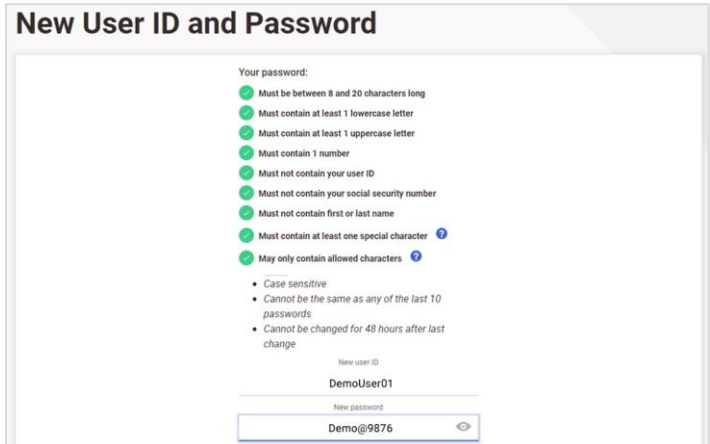 New User ID and Password
Your password:
Must be between 8 and 20 characters long
Must contain at least 1 lowercase letter
Must contain at least 1 uppercase letter
Must contain 1 number
Must not contain your user ID
Must not contain your social security number
Must not contain first or last name
Must contain at least one special character ?
May only contain allowed characters ?
• Case sensitive
• Cannot be the same as any of the last 10
passwords
• Cannot be changed for 48 hours after last
change
New user ID
DemoUser01
New password
Demo@9876